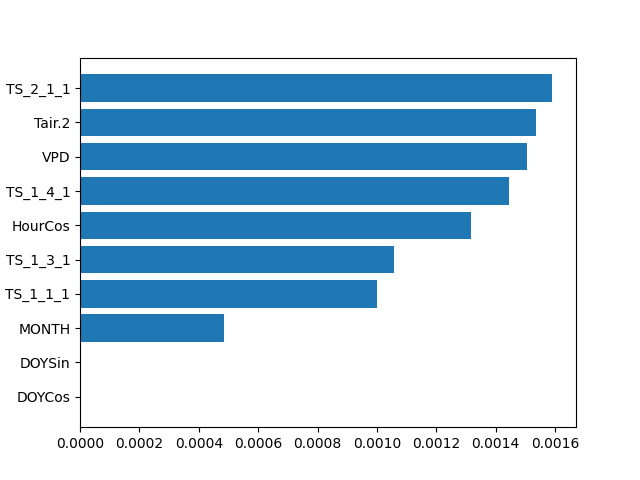 TS_2_1_1
Tair.2
VPD
TS_1_4_1
HourCos
TS_1_3_1
TS_1_1_1
MONTH
DOYSin
DOYCos
0.0000 0.0002 0.0004 0.0006 0.0008 0.0010 0.0012 0.0014 0.0016